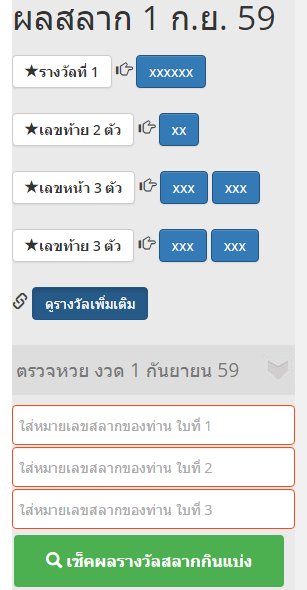 ผลสลาก 1 ก.ย. 59
★รางวัลที่ 1 xxxxxx
★เลขท้าย 2 ตัว xx
★เลขหน้า 3 ตัว xxx xxx
★เลขท้าย 3 ตัว xxx xxx
ดูรางวัลเพิ่มเติม
ตรวจหวย งวด 1 กันยายน 59
ใส่หมายเลขสลากของท่าน ใบที่ 1
ใส่หมายเลขสลากของท่าน ใบที่ 2
ใส่หมายเลขสลากของท่าน ใบที่ 3
เช็คผลรางวัลสลากกินแบ่ง